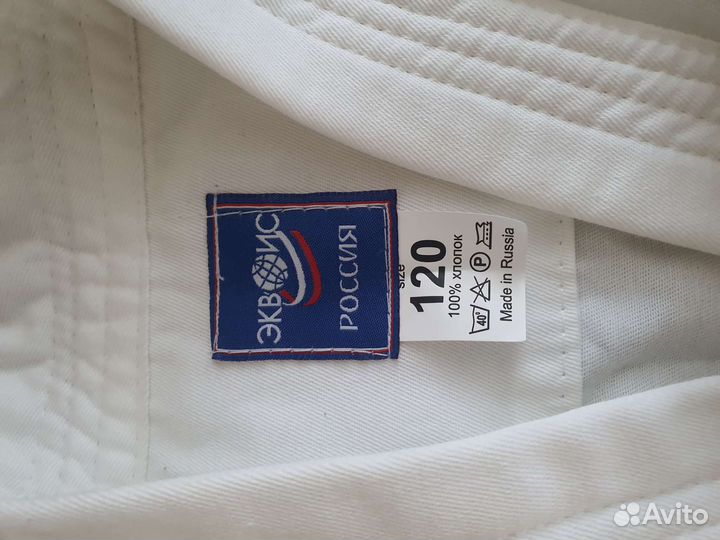 ЭКВОИС
РОССИЯ
size
120
100% хлопок
40° P
Made in Russia
Avito